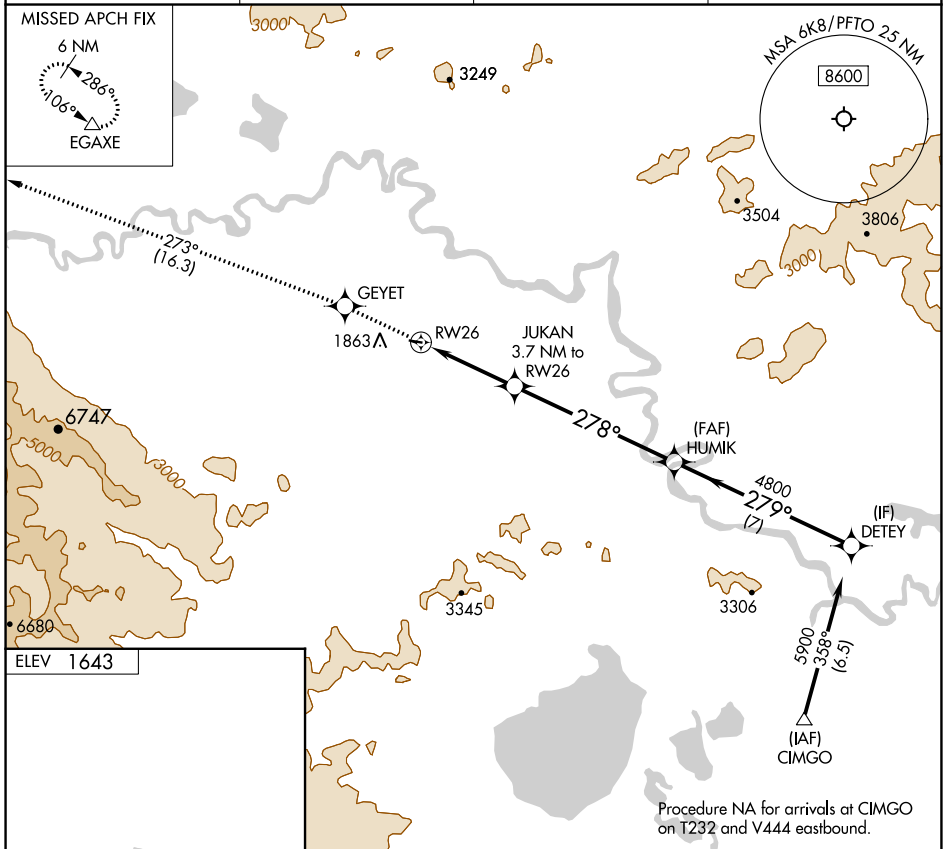 MISSED APCH FIX
6 NM
286°
106°
EGAXE
3000
3249
MSA 6K8/PFTO 25 NM
8600
3504
3806
3000
273°
(16.3)
GEYET
1863
RW26
JUKAN
3.7 NM to
RW26
278°
(FAF)
HUMIK
4800
279°
(7)
(IF)
DETEY
6747
5000
3000
6680
3345
3306
5900
358°
(6.5)
(IAF)
CIMGO
ELEV 1643
Procedure NA for arrivals at CIMGO
on T232 and V444 eastbound.